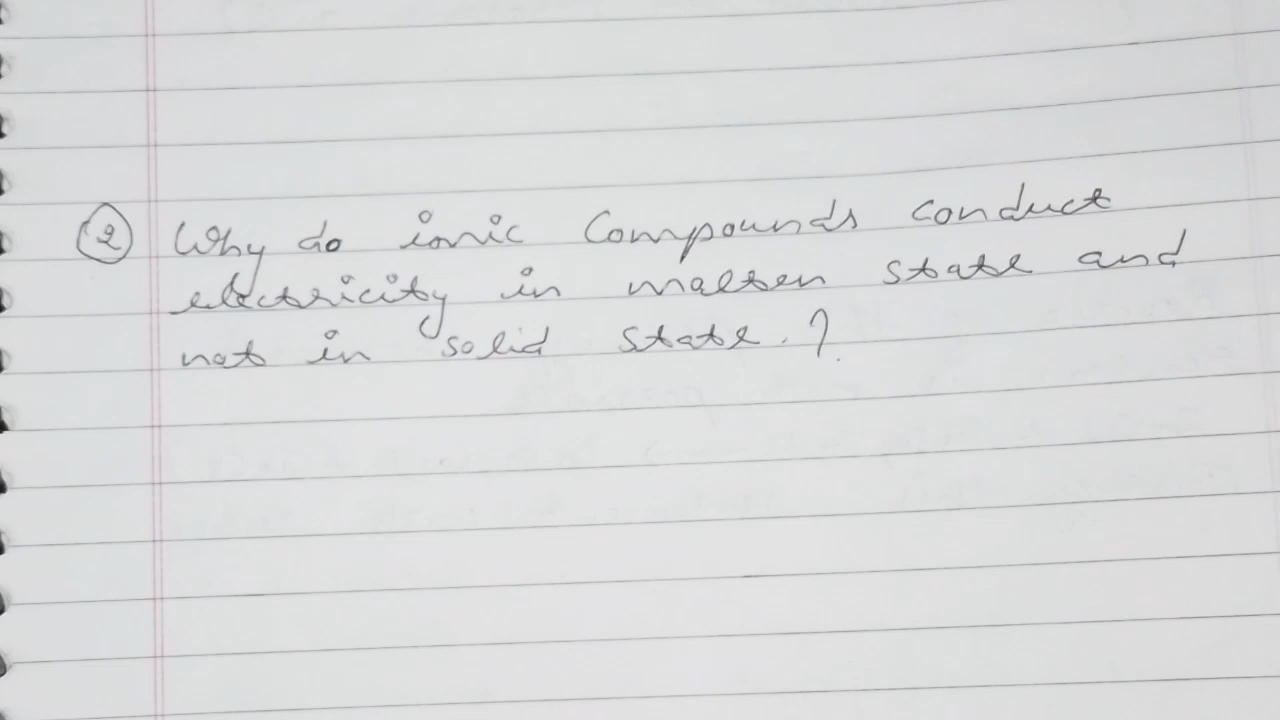 ② Why do ionic Compounds conduct
electricity in molten state and
not in solid state.?